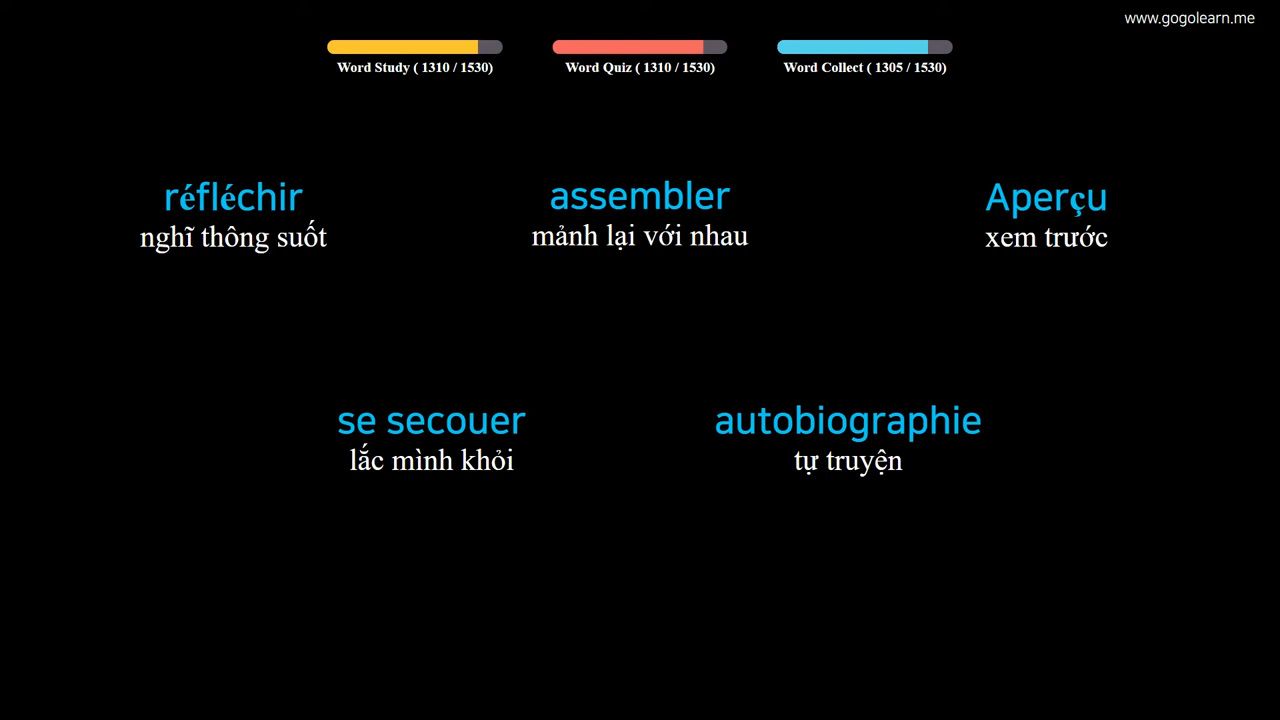 www.gogolearn.me
Word Study ( 1310 / 1530)
Word Quiz ( 1310 / 1530)
Word Collect ( 1305 / 1530)
réfléchir
nghĩ thông suốt
assembler
mảnh lại với nhau
Aperçu
xem trước
se secouer
lắc mình khỏi
autobiographie
tự truyện